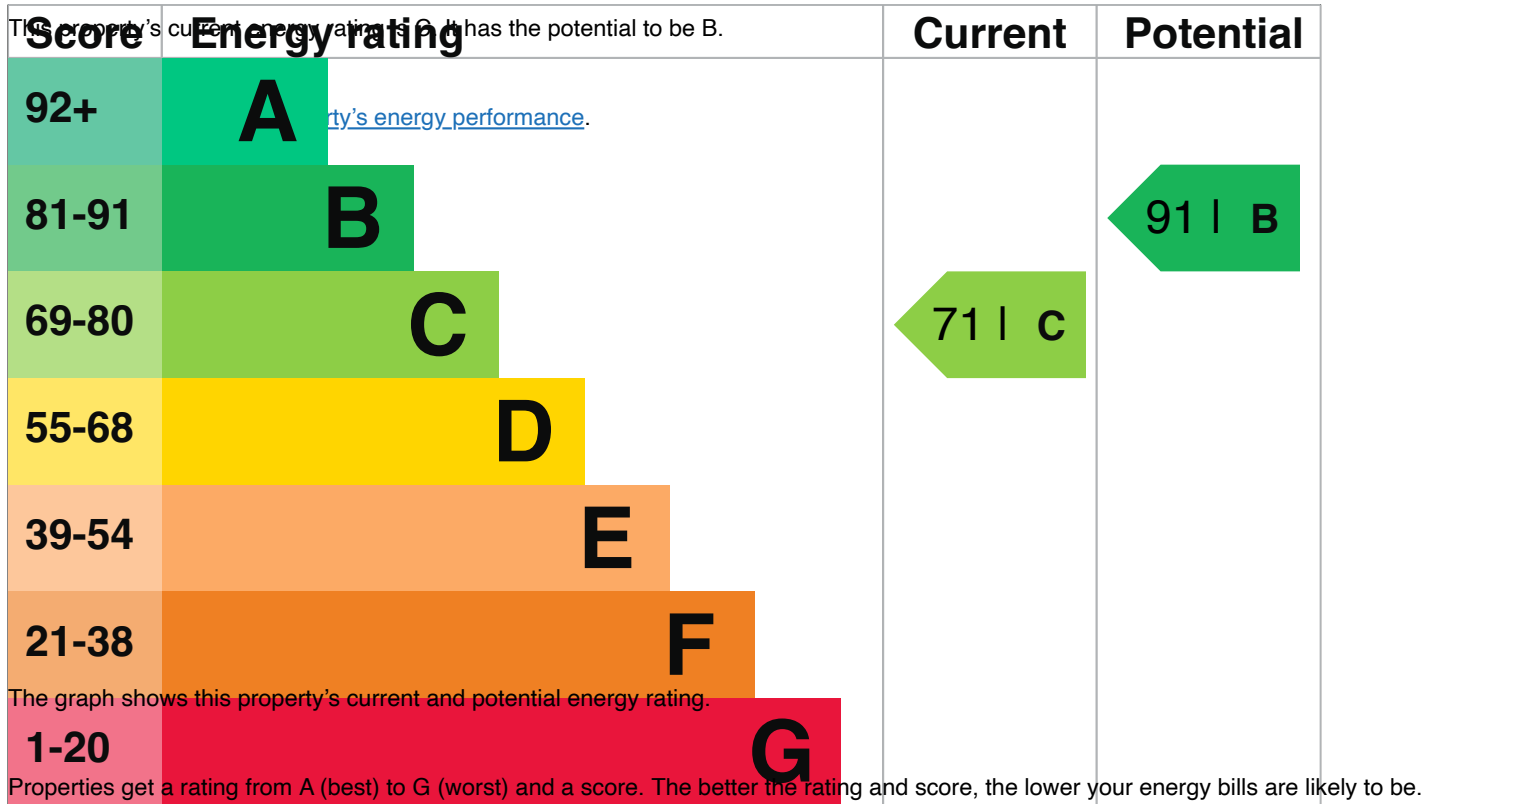 This property's current energy rating is C. It has the potential to be B.
Score Energy rating Current Potential
92+ A
rty's energy performance.
81-91 B 91 | B
69-80 C 71 | C
55-68 D
39-54 E
21-38 F
The graph shows this property's current and potential energy rating.
1-20 G
Properties get a rating from A (best) to G (worst) and a score. The better the rating and score, the lower your energy bills are likely to be.